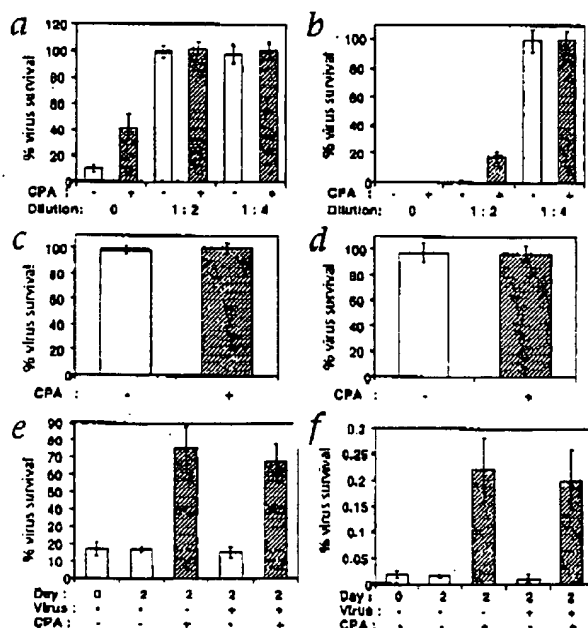 a
% virus survival
120
100
80
60
40
20
0
CPA : - + - + - +
Dilution: 0 1:2 1:4
b
% virus survival
100
80
60
40
20
0
CPA : - + - + - +
Dilution: 0 1:2 1:4
c
% virus survival
100
80
60
40
20
0
CPA : - +
d
% virus survival
100
80
60
40
20
0
CPA : - +
e
% virus survival
90
80
70
60
50
40
30
20
10
0
Day : 0 2 2 2 2
Virus : - - - + +
CPA : - - + - +
f
% virus survival
0.3
0.25
0.2
0.15
0.1
0.05
0
Day : 0 2 2 2 2
Virus : - - - + +
CPA : - - + - +